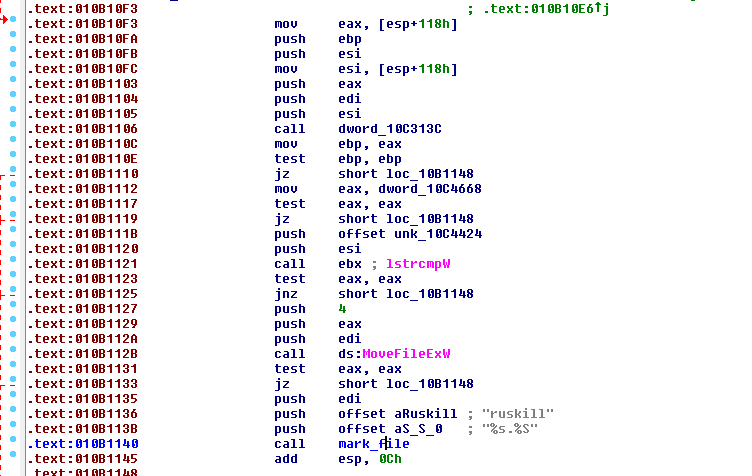 .text:010B10F3 ; .text:010B10E6↑j
.text:010B10F3 mov eax, [esp+118h]
.text:010B10FA push ebp
.text:010B10FB push esi
.text:010B10FC mov esi, [esp+118h]
.text:010B1103 push eax
.text:010B1104 push edi
.text:010B1105 push esi
.text:010B1106 call dword_10C313C
.text:010B110C mov ebp, eax
.text:010B110E test ebp, ebp
.text:010B1110 jz short loc_10B1148
.text:010B1112 mov eax, dword_10C4668
.text:010B1117 test eax, eax
.text:010B1119 jz short loc_10B1148
.text:010B111B push offset unk_10C4424
.text:010B1120 push esi
.text:010B1121 call ebx ; lstrcmpW
.text:010B1123 test eax, eax
.text:010B1125 jnz short loc_10B1148
.text:010B1127 push 4
.text:010B1129 push eax
.text:010B112A push edi
.text:010B112B call ds:MoveFileExW
.text:010B1131 test eax, eax
.text:010B1133 jz short loc_10B1148
.text:010B1135 push edi
.text:010B1136 push offset aRuskill ; "ruskill"
.text:010B113B push offset aS_S_0 ; "%s.%S"
.text:010B1140 call mark_file
.text:010B1145 add esp, 0Ch
.text:010B1148